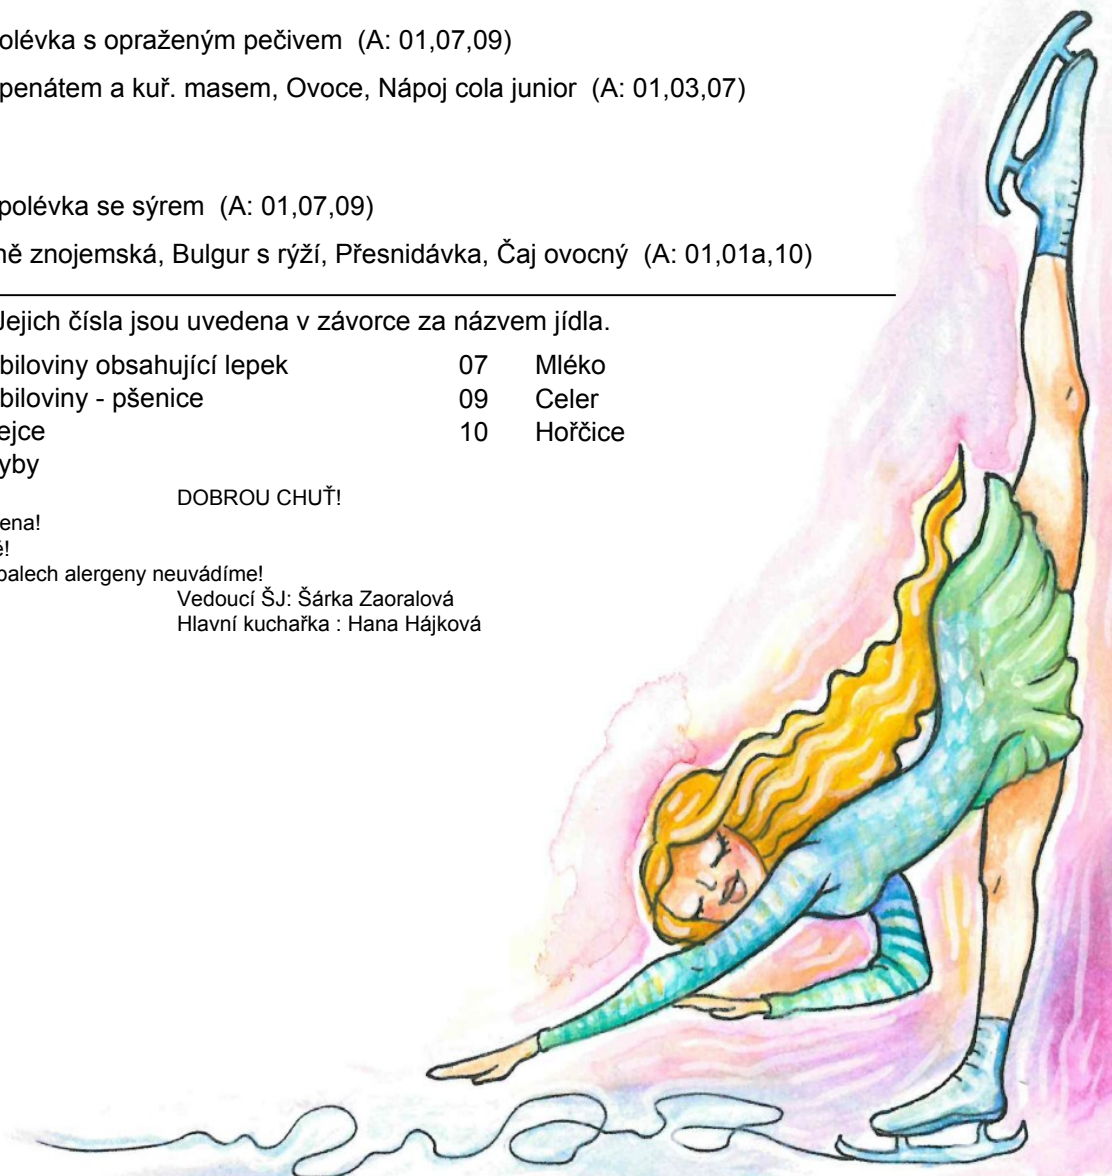 olévka s opraženým pečivem (A: 01,07,09)
penátem a kuř. masem, Ovoce, Nápoj cola junior (A: 01,03,07)
polévka se sýrem (A: 01,07,09)
ně znojemská, Bulgur s rýží, Přesnidávka, Čaj ovocný (A: 01,01a,10)
Jejich čísla jsou uvedena v závorce za názvem jídla.
biloviny obsahující lepek 07 Mléko
biloviny - pšenice 09 Celer
ejce 10 Hořčice
yby
DOBROU CHUŤ!
ena!
é!
balech alergeny neuvádíme!
Vedoucí ŠJ: Šárka Zaoralová
Hlavní kuchařka : Hana Hájková